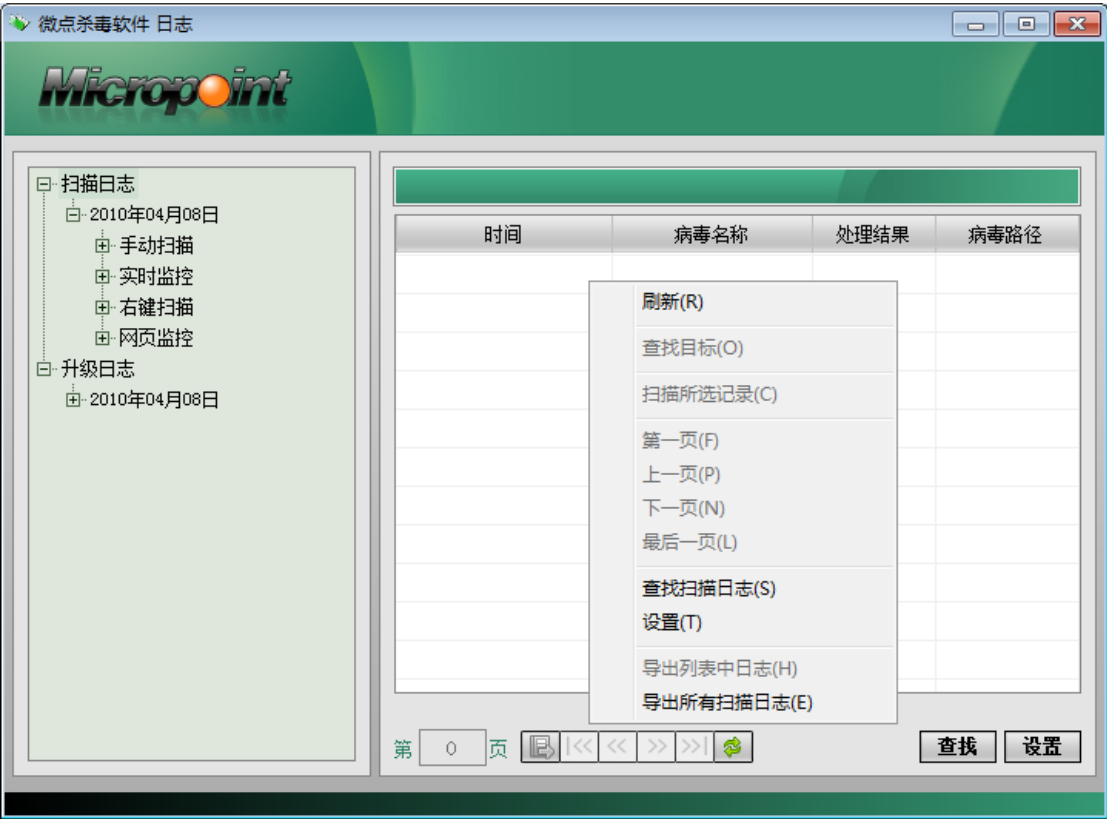 微点杀毒软件 日志
Micropoint
扫描日志
2010年04月08日
手动扫描
实时监控
右键扫描
网页监控
升级日志
2010年04月08日
时间 病毒名称 处理结果 病毒路径
刷新(R)
查找目标(O)
扫描所选记录(C)
第一页(F)
上一页(P)
下一页(N)
最后一页(L)
查找扫描日志(S)
设置(T)
导出列表中日志(H)
导出所有扫描日志(E)
第 0 页 查找 设置